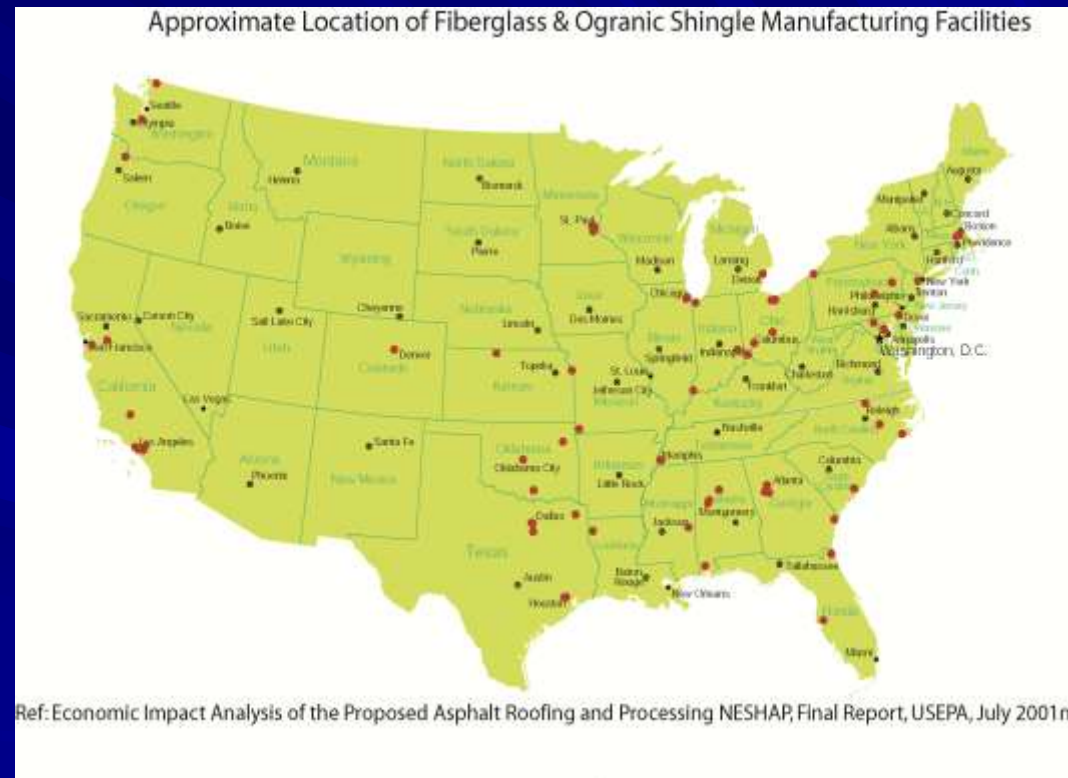 Approximate Location of Fiberglass & Ogranic Shingle Manufacturing Facilities
Seattle
Olympia
Washington
Salem
Oregon
Idaho
Boise
Montana
Helena
North Dakota
Bismarck
South Dakota
Pierre
Minnesota
St. Paul
Wisconsin
Madison
Michigan
Lansing
Detroit
Maine
Augusta
Montpelier
Concord
Boston
Providence
Hartford
Conn
Albany
New York
New York
Trenton
New Jersey
Pennsylvania
Philadelphia
Harrisburg
Dover
Annapolis
Washington, D.C.
Wyoming
Cheyenne
Nebraska
Lincoln
Iowa
Des Moines
Chicago
Illinois
Springfield
Indiana
Ohio
Columbus
Charleston
Richmond
Frankfort
Kentucky
Sacramento
Carson City
Nevada
San Francisco
California
Salt Lake City
Utah
Denver
Colorado
Topeka
Kansas
St. Louis
Jefferson City
Missouri
Las Vegas
Los Angeles
Arizona
Phoenix
Santa Fe
New Mexico
Oklahoma
Oklahoma City
Arkansas
Little Rock
Nashville
Tennessee
Memphis
Raleigh
North Carolina
Columbia
Atlanta
Georgia
Montgomery
Mississippi
Jackson
Dallas
Texas
Austin
Houston
Louisiana
Baton
Rouge
New Orleans
Tallahassee
Florida
Miami
Ref: Economic Impact Analysis of the Proposed Asphalt Roofing and Processing NESHAP, Final Report, USEPA, July 2001